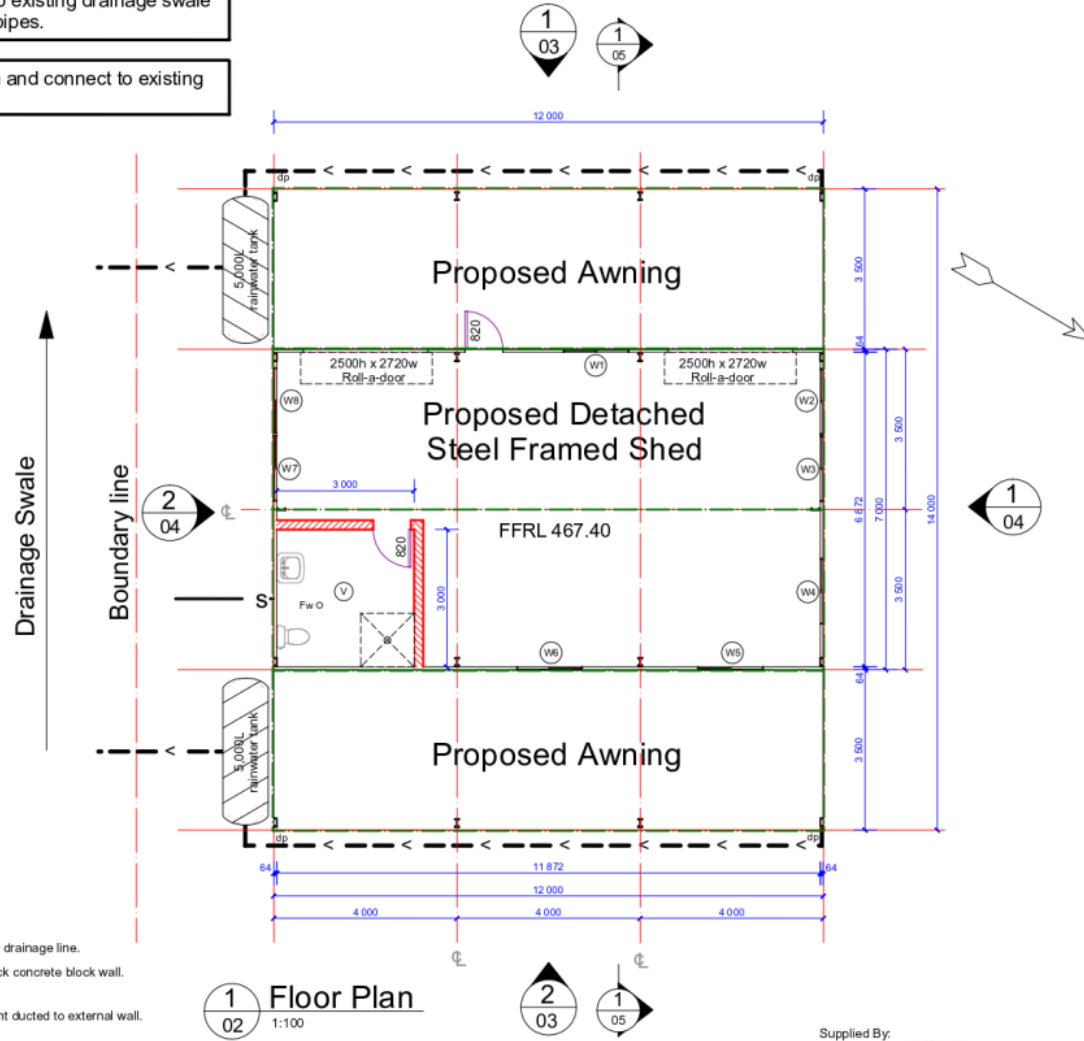 o existing drainage swale
pipes.
and connect to existing
1
03
1
05
12 000
dp
dp
5,000L
rainwater tank
Proposed Awning
3 500
820
64
2500h x 2720w
Roll-a-door
W1
2500h x 2720w
Roll-a-door
W8
Proposed Detached
Steel Framed Shed
W2
3 500
Drainage Swale
Boundary line
W7
W3
3 000
2
04
℄
FFRL 467.40
6 872
7 000
14 000
1
04
820
V
Fw
S
3 000
W4
3 500
W6
W5
64
5,000L
rainwater tank
Proposed Awning
3 500
dp
dp
64
11 872
64
12 000
4 000
4 000
4 000
drainage line.
℄
℄
ck concrete block wall.
1
02
Floor Plan
1:100
2
03
1
05
nt ducted to external wall.
Supplied By: